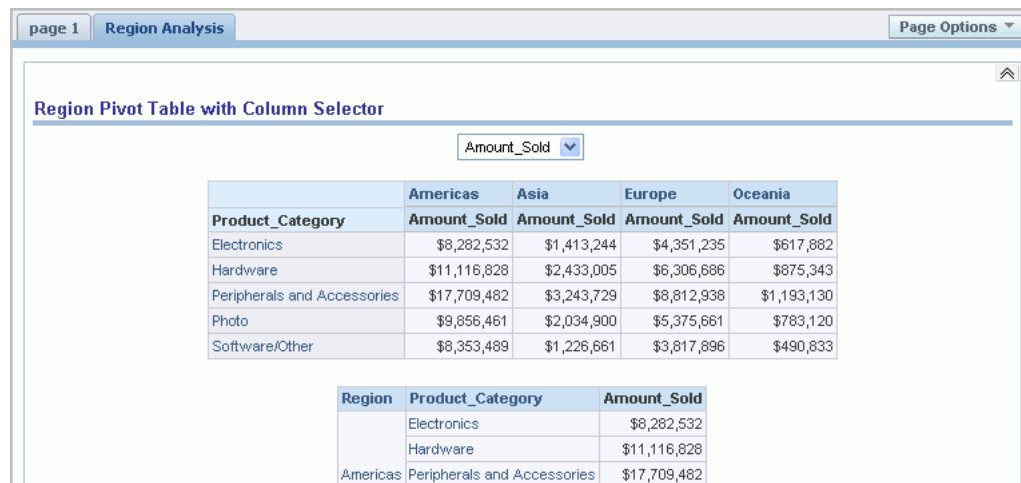 page 1 Region Analysis Page Options
Region Pivot Table with Column Selector
Amount_Sold
Americas Asia Europe Oceania
Product_Category Amount_Sold Amount_Sold Amount_Sold Amount_Sold
Electronics $8,282,532 $1,413,244 $4,351,235 $617,882
Hardware $11,116,828 $2,433,005 $6,306,686 $875,343
Peripherals and Accessories $17,709,482 $3,243,729 $8,812,938 $1,193,130
Photo $9,856,461 $2,034,900 $5,375,661 $783,120
Software/Other $8,353,489 $1,226,661 $3,817,896 $490,833
Region Product_Category Amount_Sold
Electronics $8,282,532
Hardware $11,116,828
Americas Peripherals and Accessories $17,709,482